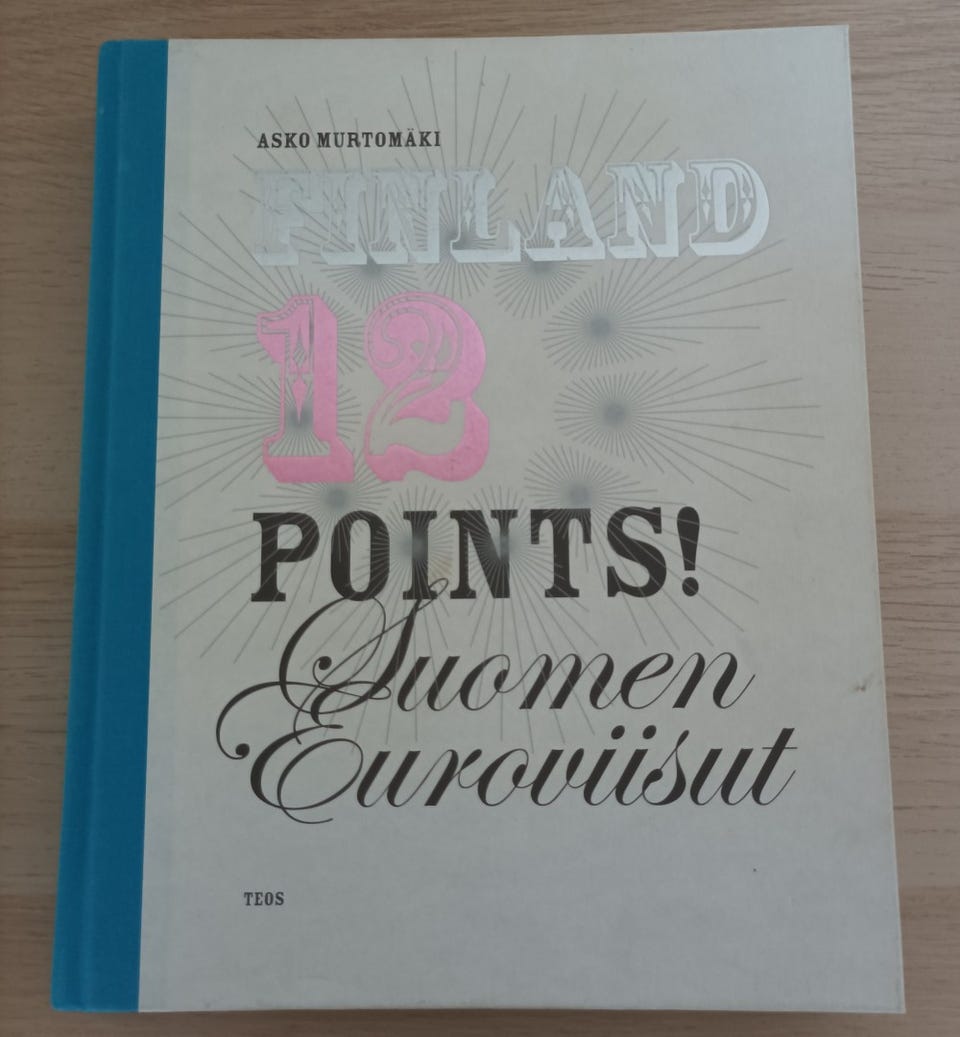 ASKO MURTOMÄKI
FINLAND
12
POINTS!
Suomen
Euroviisut
TEOS